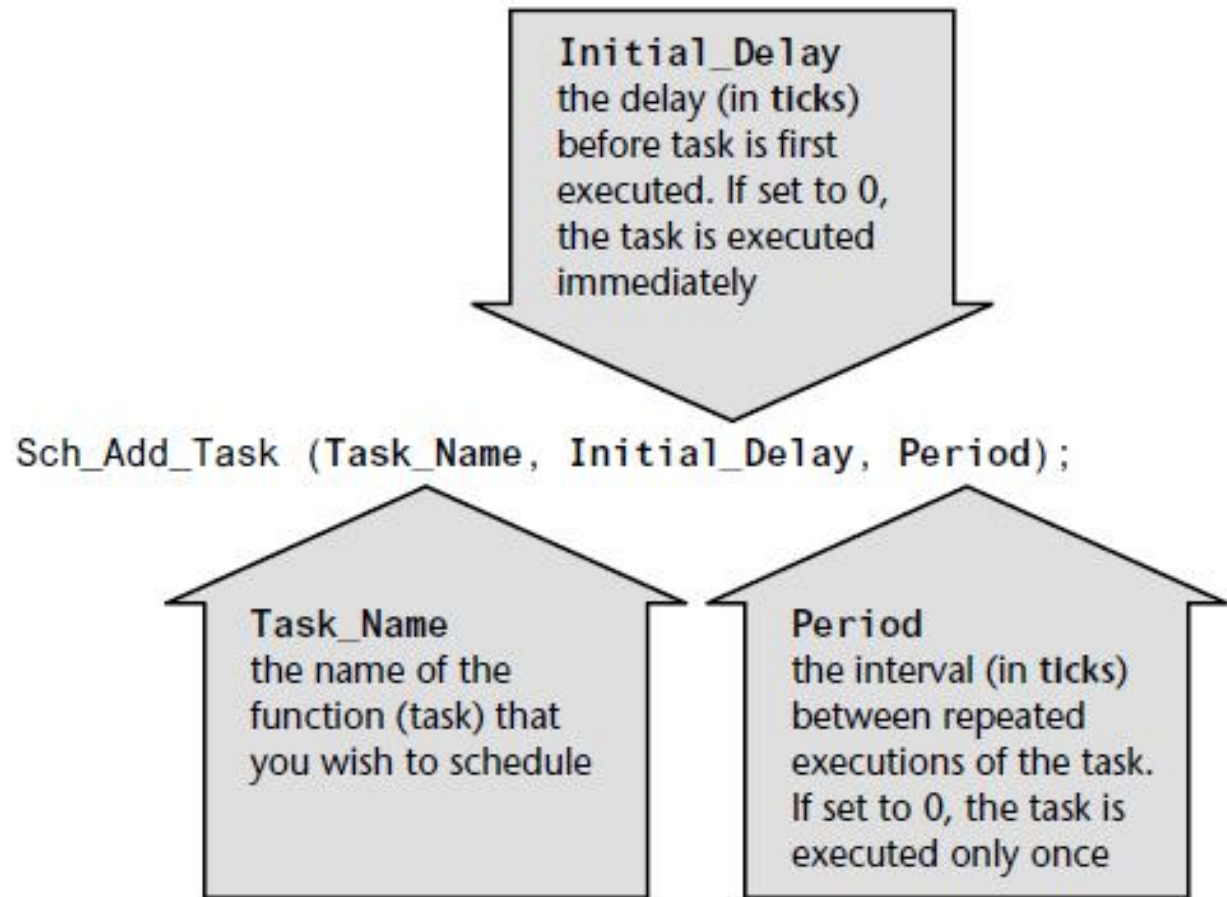 Initial_Delay
the delay (in ticks)
before task is first
executed. If set to 0,
the task is executed
immediately
Sch_Add_Task (Task_Name, Initial_Delay, Period);
Task_Name
the name of the
function (task) that
you wish to schedule
Period
the interval (in ticks)
between repeated
executions of the task.
If set to 0, the task is
executed only once